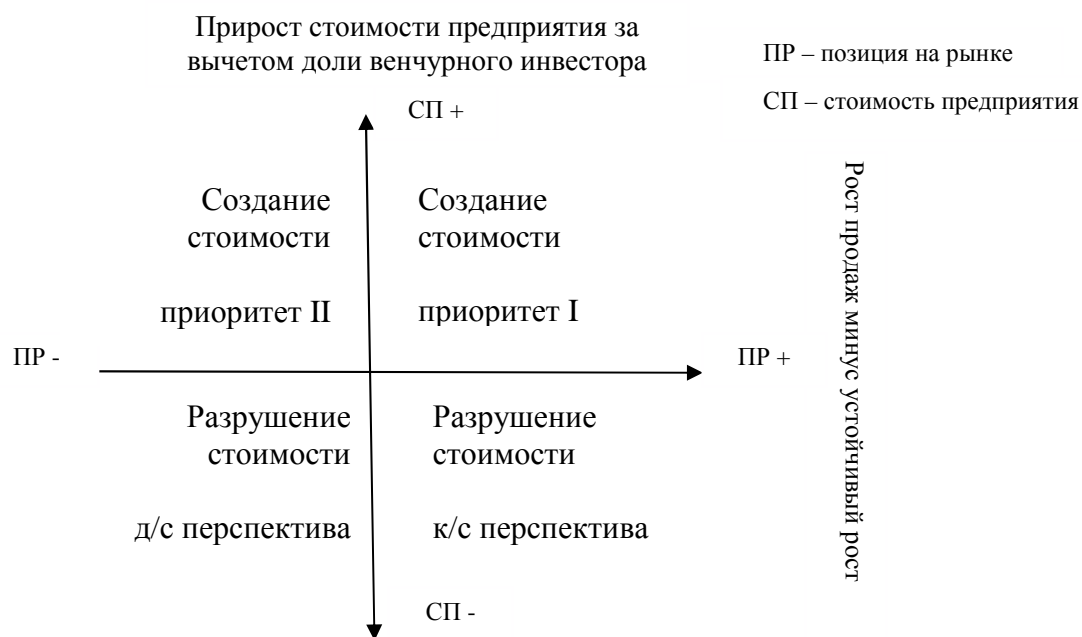 Прирост стоимости предприятия за
вычетом доли венчурного инвестора
ПР – позиция на рынке
СП – стоимость предприятия
СП +
Создание
стоимости
приоритет II
Создание
стоимости
приоритет I
ПР -
ПР +
Рост продаж минус устойчивый рост
Разрушение
стоимости
д/с перспектива
Разрушение
стоимости
к/с перспектива
СП -